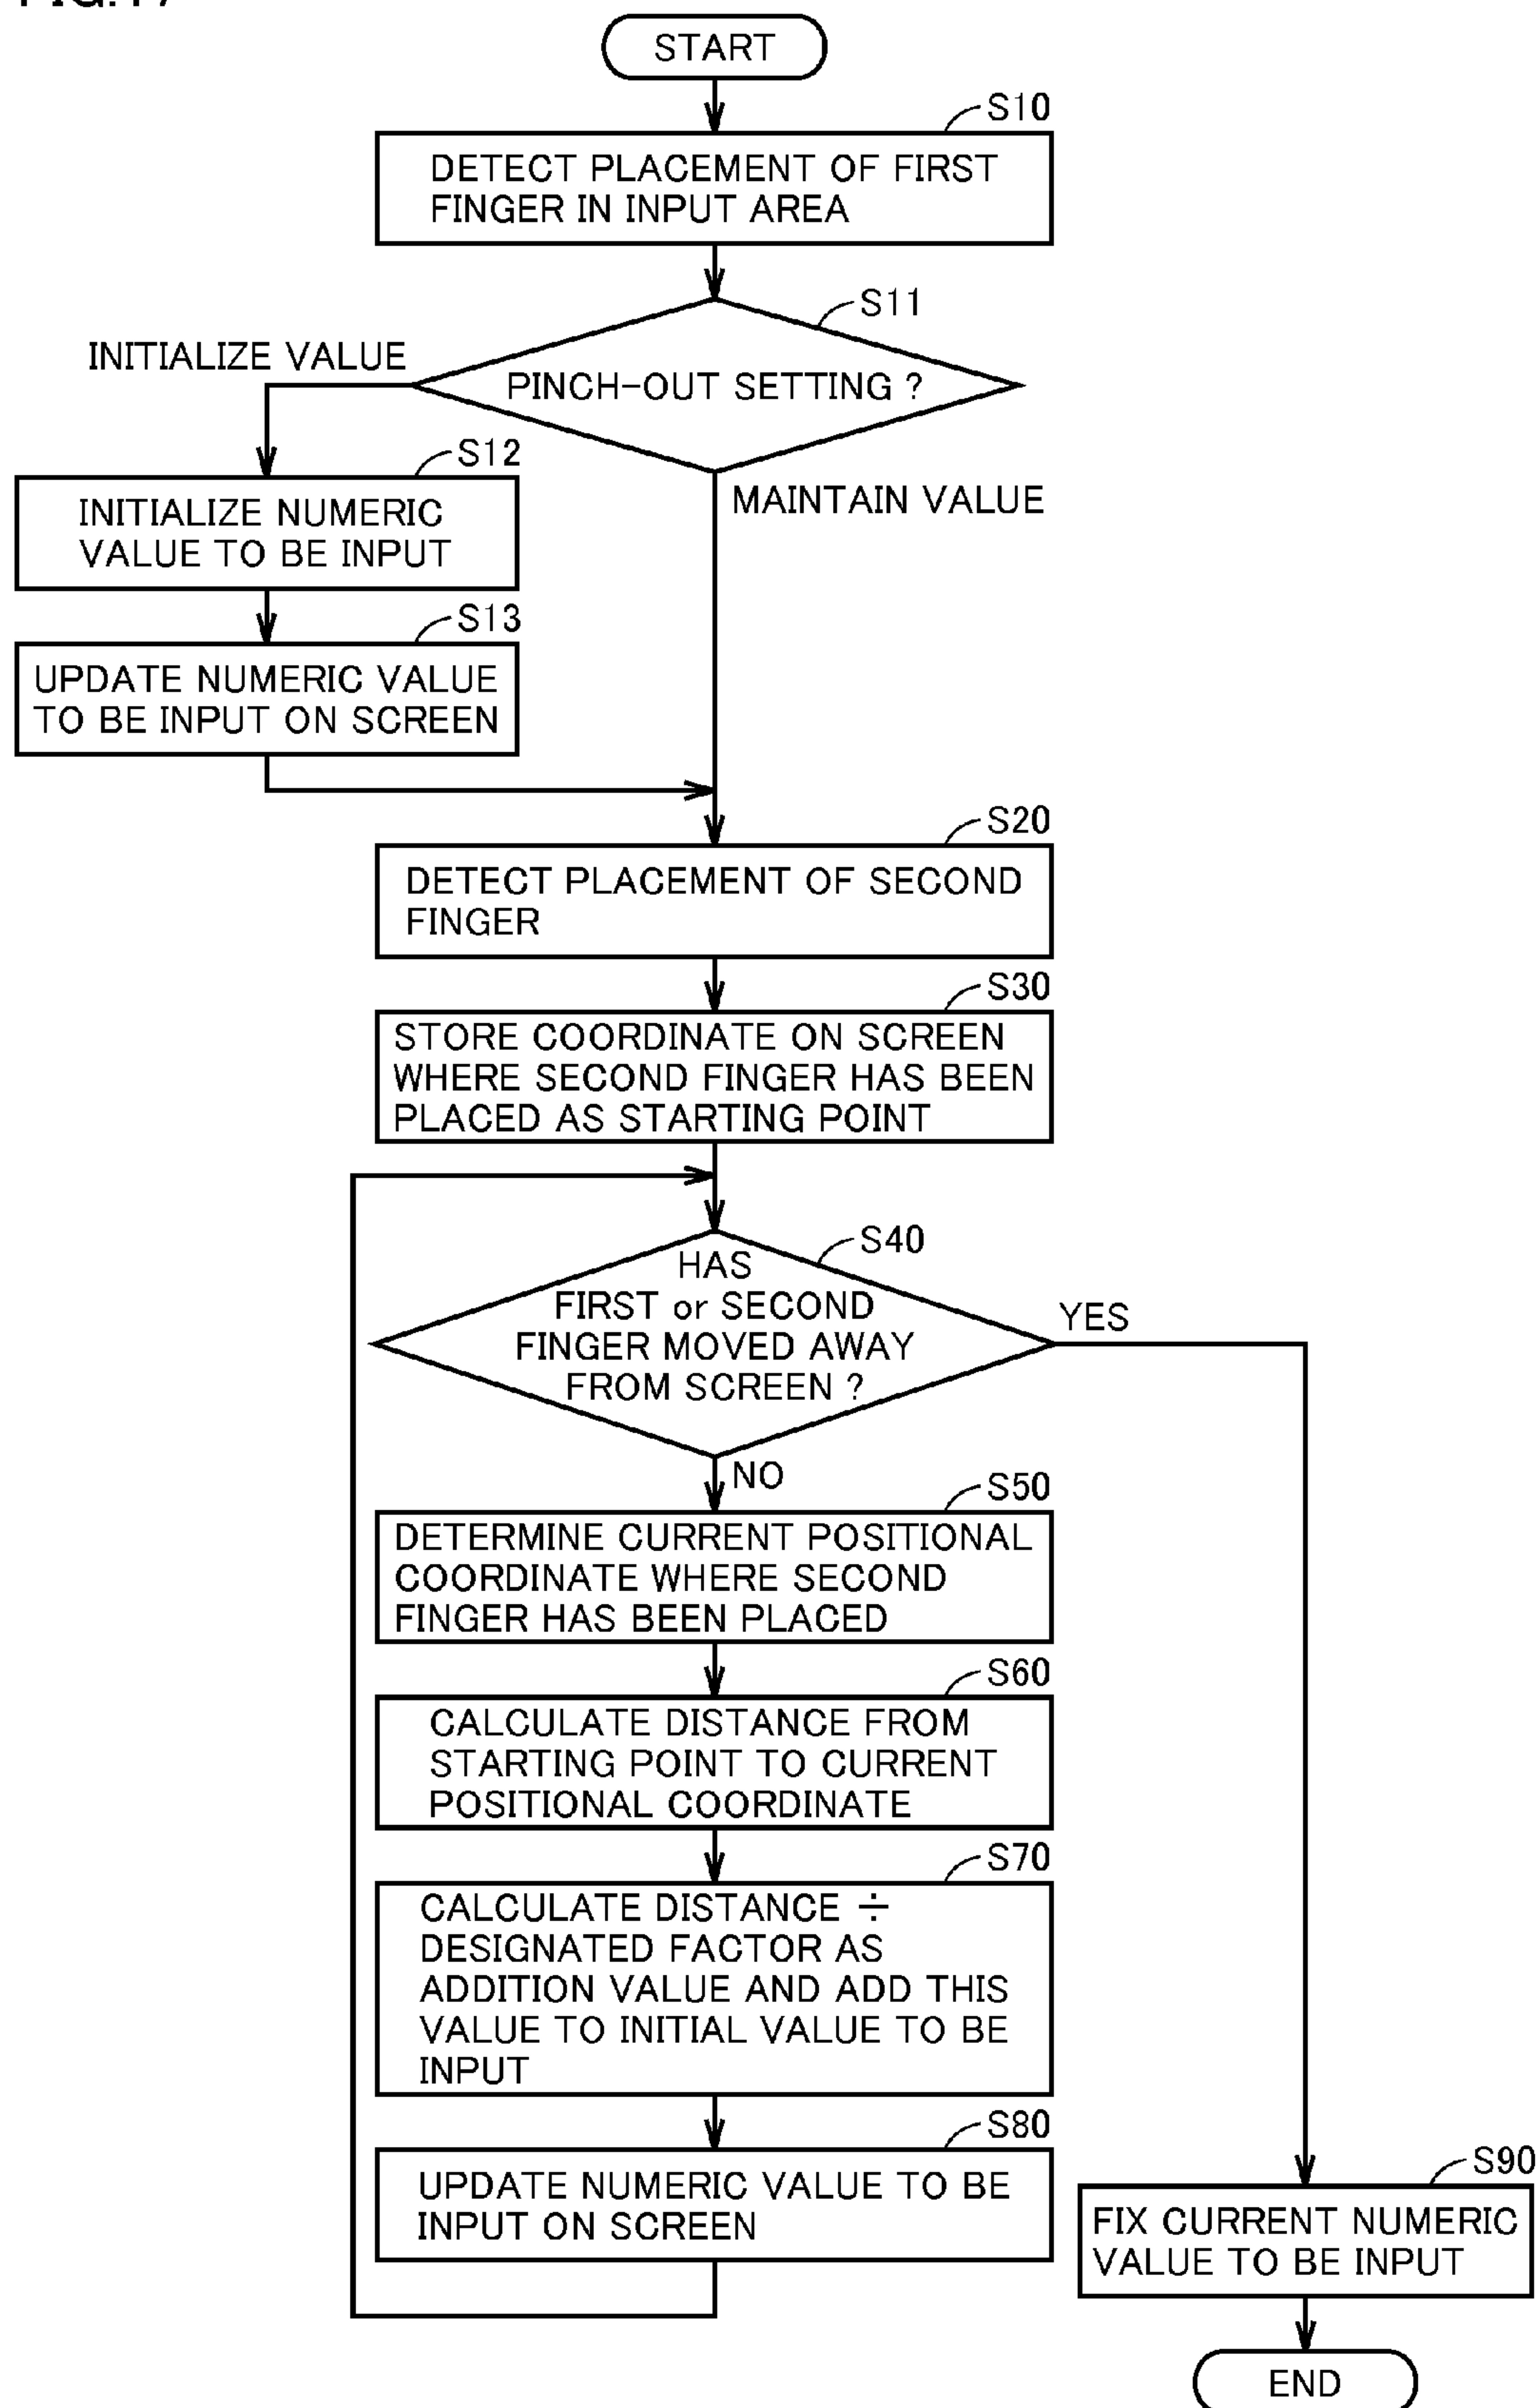 FIG.17
START
S10
DETECT PLACEMENT OF FIRST
FINGER IN INPUT AREA
S11
PINCH-OUT SETTING ?
INITIALIZE VALUE
MAINTAIN VALUE
S12
INITIALIZE NUMERIC
VALUE TO BE INPUT
S13
UPDATE NUMERIC VALUE
TO BE INPUT ON SCREEN
S20
DETECT PLACEMENT OF SECOND
FINGER
S30
STORE COORDINATE ON SCREEN
WHERE SECOND FINGER HAS BEEN
PLACED AS STARTING POINT
S40
HAS
FIRST or SECOND
FINGER MOVED AWAY
FROM SCREEN ?
YES
NO
S50
DETERMINE CURRENT POSITIONAL
COORDINATE WHERE SECOND
FINGER HAS BEEN PLACED
S60
CALCULATE DISTANCE FROM
STARTING POINT TO CURRENT
POSITIONAL COORDINATE
S70
CALCULATE DISTANCE ÷
DESIGNATED FACTOR AS
ADDITION VALUE AND ADD THIS
VALUE TO INITIAL VALUE TO BE
INPUT
S80
UPDATE NUMERIC VALUE TO BE
INPUT ON SCREEN
S90
FIX CURRENT NUMERIC
VALUE TO BE INPUT
END